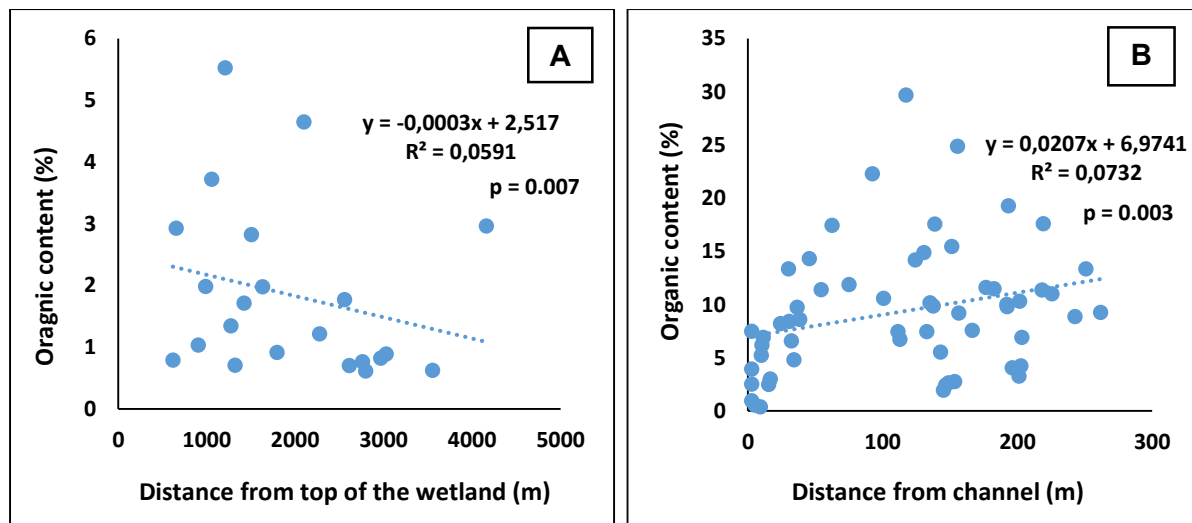 A
6
5
4
3
2
1
0
0 1000 2000 3000 4000 5000
y = -0,0003x + 2,517
R² = 0,0591
p = 0.007
Oragnic content (%)
Distance from top of the wetland (m)
B
35
30
25
20
15
10
5
0
0 100 200 300
y = 0,0207x + 6,9741
R² = 0,0732
p = 0.003
Organic content (%)
Distance from channel (m)